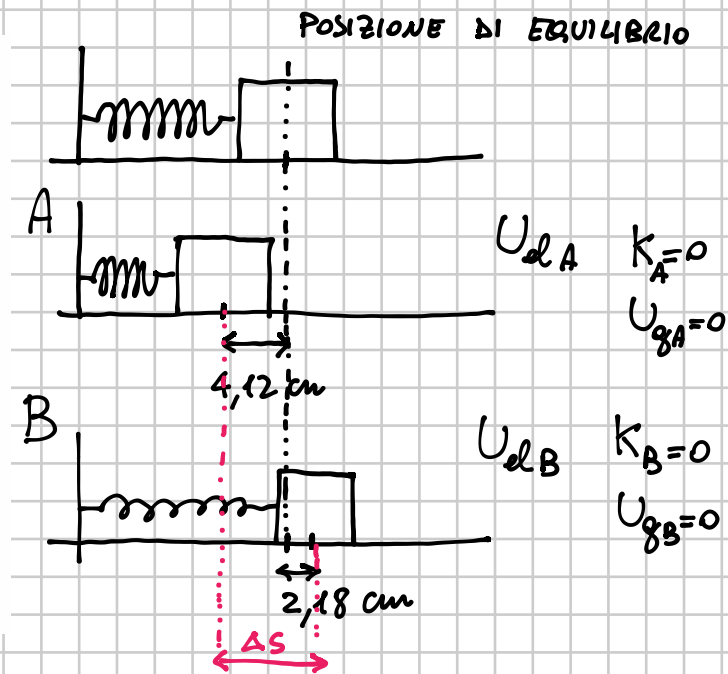 POSIZIONE DI EQUILIBRIO
A
U_el A K_A=0
U_gA=0
4,12 cm
B
U_el B K_B=0
U_gB=0
2,18 cm
ΔS